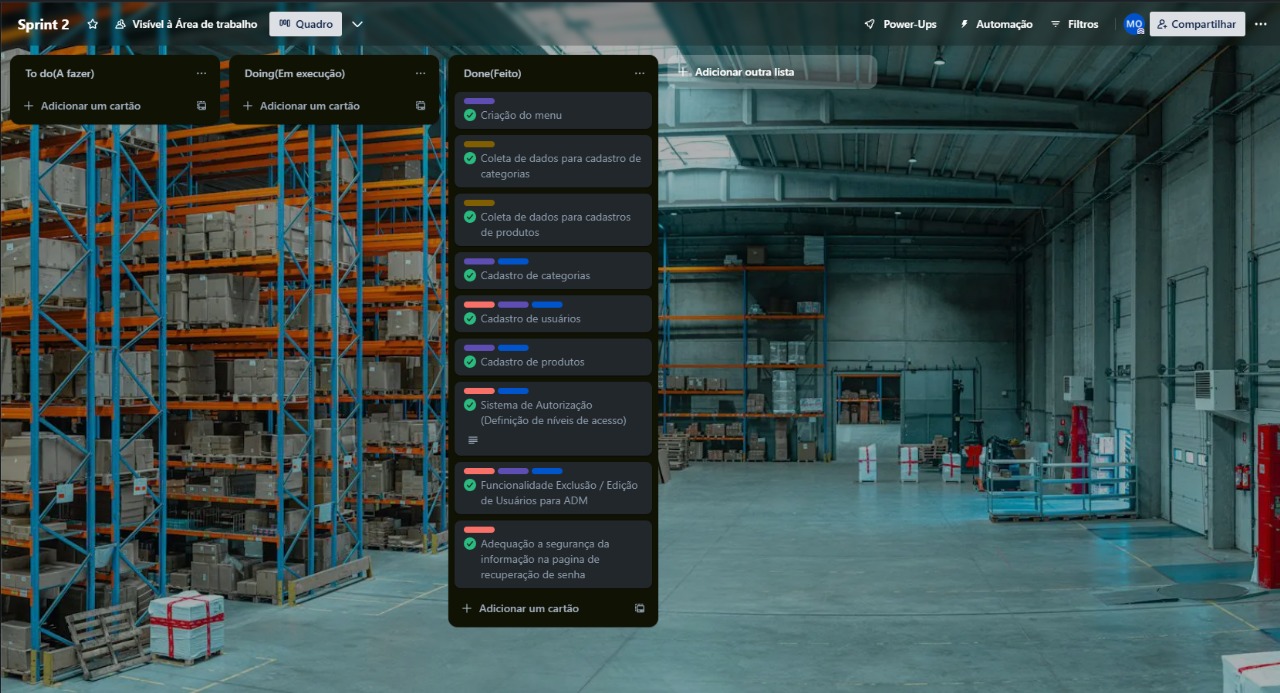 Sprint 2
Visível à Área de trabalho
Quadro
Power-Ups
Automação
Filtros
MO
Compartilhar
To do(A fazer)
Adicionar um cartão
Doing(Em execução)
Adicionar um cartão
Done(Feito)
Criação do menu
Coleta de dados para cadastro de
categorias
Coleta de dados para cadastros
de produtos
Cadastro de categorias
Cadastro de usuários
Cadastro de produtos
Sistema de Autorização
(Definição de níveis de acesso)
Funcionalidade Exclusão / Edição
de Usuários para ADM
Adequação a segurança da
informação na pagina de
recuperação de senha
Adicionar um cartão
Adicionar outra lista